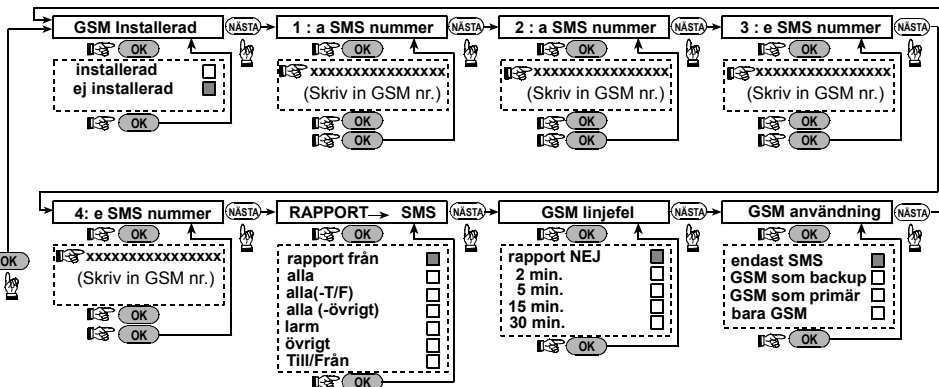 GSM Installerad
NÄSTA
OK
installerad
ej installerad
OK
1 : a SMS nummer
NÄSTA
OK
xxxxxxxxxxxxxxxx
(Skriv in GSM nr.)
OK
OK
2 : a SMS nummer
NÄSTA
OK
xxxxxxxxxxxxxxxx
(Skriv in GSM nr.)
OK
OK
3 : e SMS nummer
NÄSTA
OK
xxxxxxxxxxxxxxxx
(Skriv in GSM nr.)
OK
OK
OK
4: e SMS nummer
NÄSTA
OK
xxxxxxxxxxxxxxxx
(Skriv in GSM nr.)
OK
OK
RAPPORT → SMS
NÄSTA
OK
rapport från
alla
alla(-T/F)
alla (-övrigt)
larm
övrigt
Till/Från
OK
GSM linjefel
NÄSTA
OK
rapport NEJ
2 min.
5 min.
15 min.
30 min.
OK
GSM användning
NÄSTA
OK
endast SMS
GSM som backup
GSM som primär
bara GSM
OK